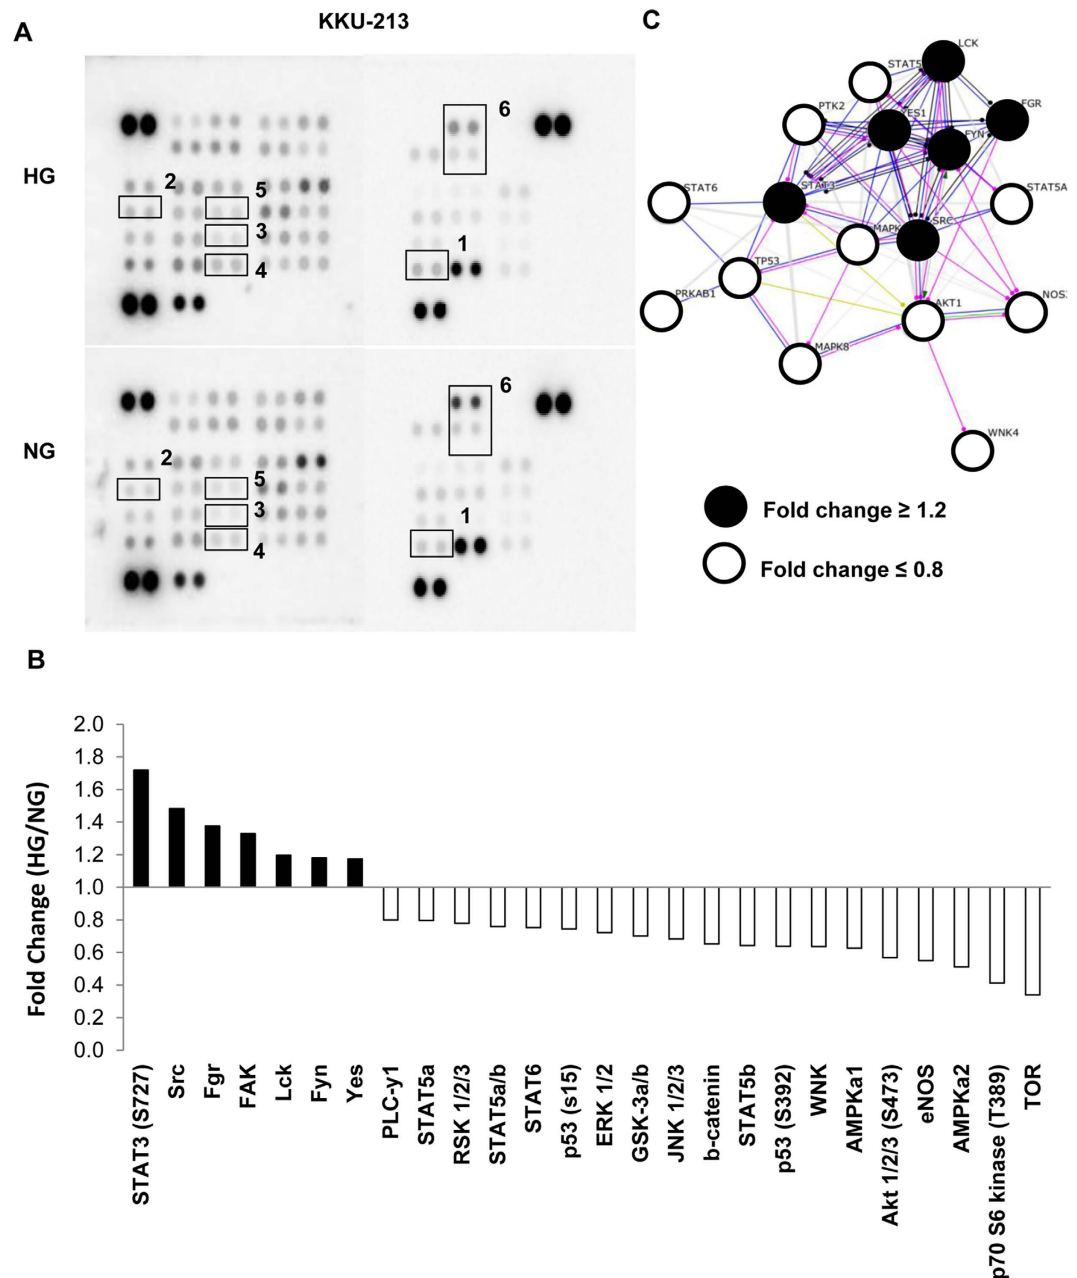 A
KKU-213
C
HG
6
2
5
3
1
4
NG
6
2
5
3
1
4
LCK
STAT5
PTK2
YES1
FGR
FYN
STAT3
STAT6
STAT5A
SRC
MAPK
TP53
PRKAB1
AKT1
NOS
MAPK8
WNK4
Fold change ≥ 1.2
Fold change ≤ 0.8
B
Fold Change (HG/NG)
2.0
1.8
1.6
1.4
1.2
1.0
0.8
0.6
0.4
0.2
0.0
STAT3 (S727)
Src
Fgr
FAK
Lck
Fyn
Yes
PLC-y1
STAT5a
RSK 1/2/3
STAT5a/b
STAT6
p53 (s15)
ERK 1/2
GSK-3a/b
JNK 1/2/3
b-catenin
STAT5b
p53 (S392)
WNK
AMPKa1
Akt 1/2/3 (S473)
eNOS
AMPKa2
p70 S6 kinase (T389)
TOR